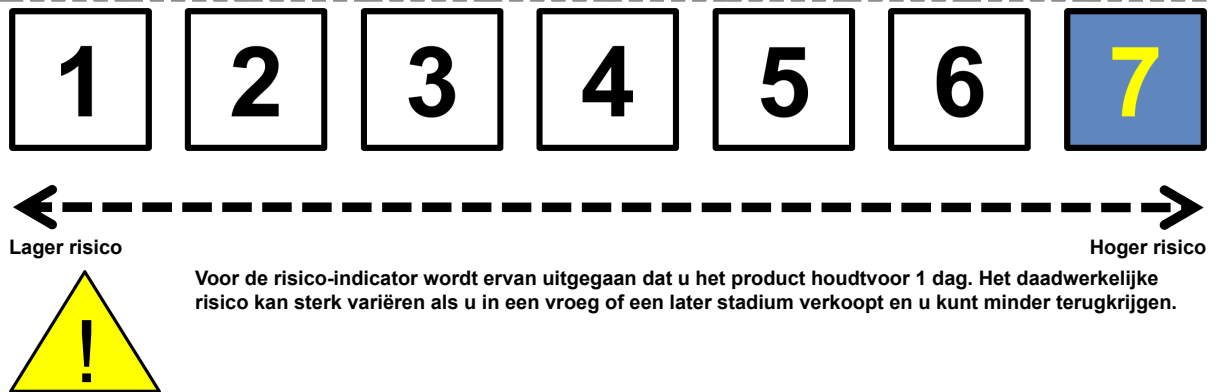 1 2 3 4 5 6 7
Lager risico Hoger risico
Voor de risico-indicator wordt ervan uitgegaan dat u het product houdtvoor 1 dag. Het daadwerkelijke
risico kan sterk variëren als u in een vroeg of een later stadium verkoopt en u kunt minder terugkrijgen.
!